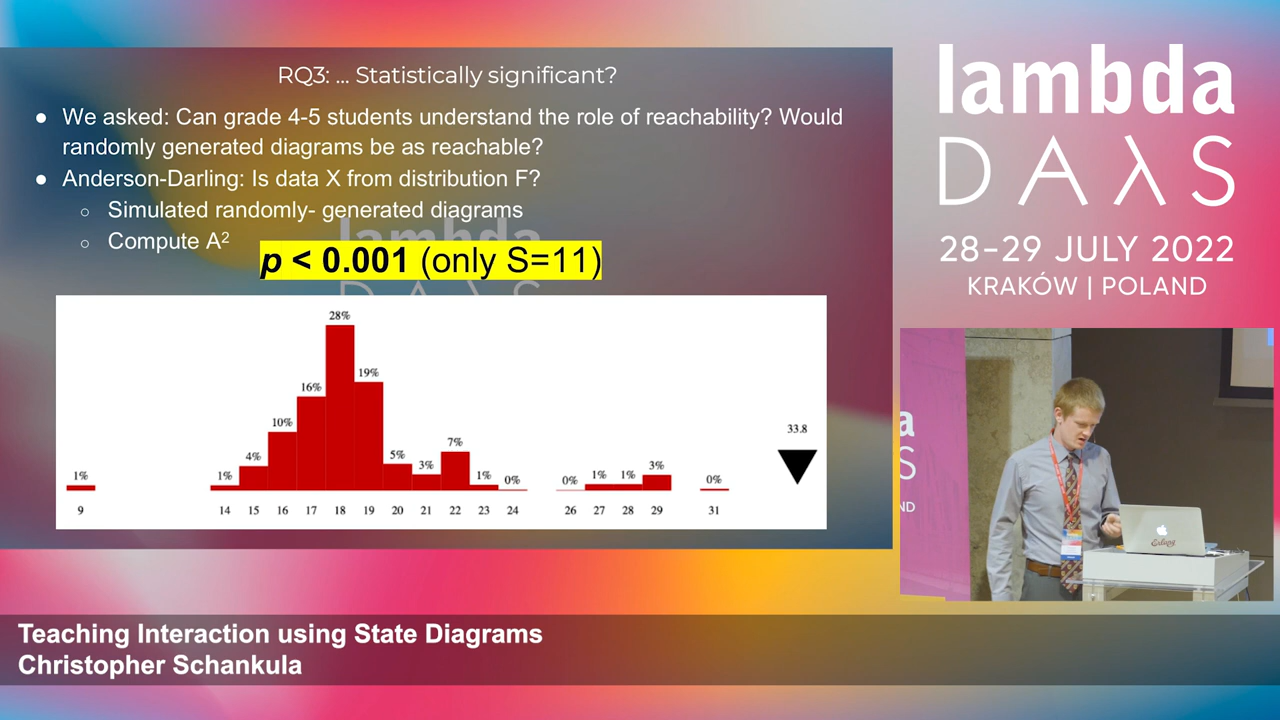 RQ3: ... Statistically significant?
● We asked: Can grade 4-5 students understand the role of reachability? Would
randomly generated diagrams be as reachable?
● Anderson-Darling: Is data X from distribution F?
○ Simulated randomly- generated diagrams
○ Compute A²
p < 0.001 (only S=11)
lambda
DAYS
1% 1% 4% 10% 16% 28% 19% 5% 3% 7% 1% 0% 0% 1% 1% 3% 0% 33.8
9 14 15 16 17 18 19 20 21 22 23 24 26 27 28 29 31
lambda
DAλS
28–29 JULY 2022
KRAKÓW | POLAND
a
S
ND
Erlang
Teaching Interaction using State Diagrams
Christopher Schankula